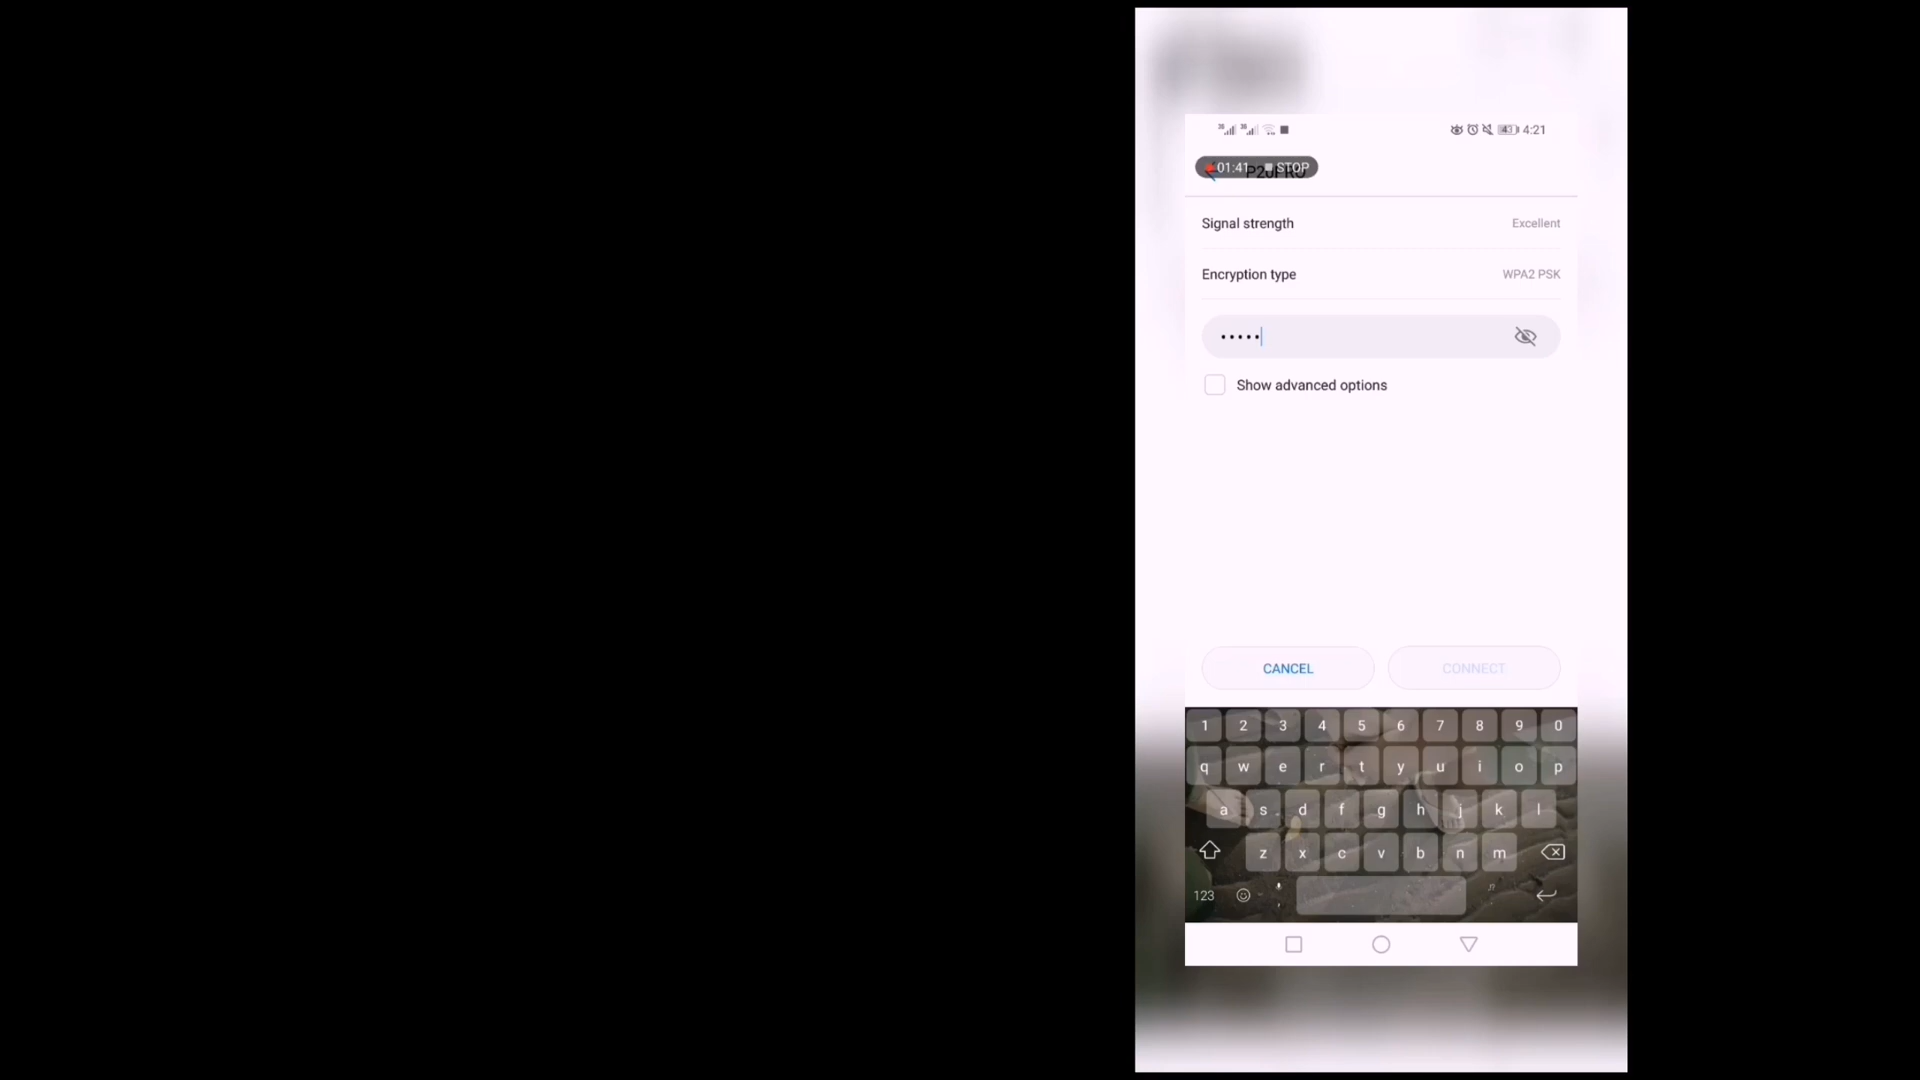 4:21
01:41 STOP
Signal strength Excellent
Encryption type WPA2 PSK
•••••
Show advanced options
CANCEL CONNECT
1 2 3 4 5 6 7 8 9 0
q w e r t y u i o p
a s d f g h j k l
z x c v b n m
123